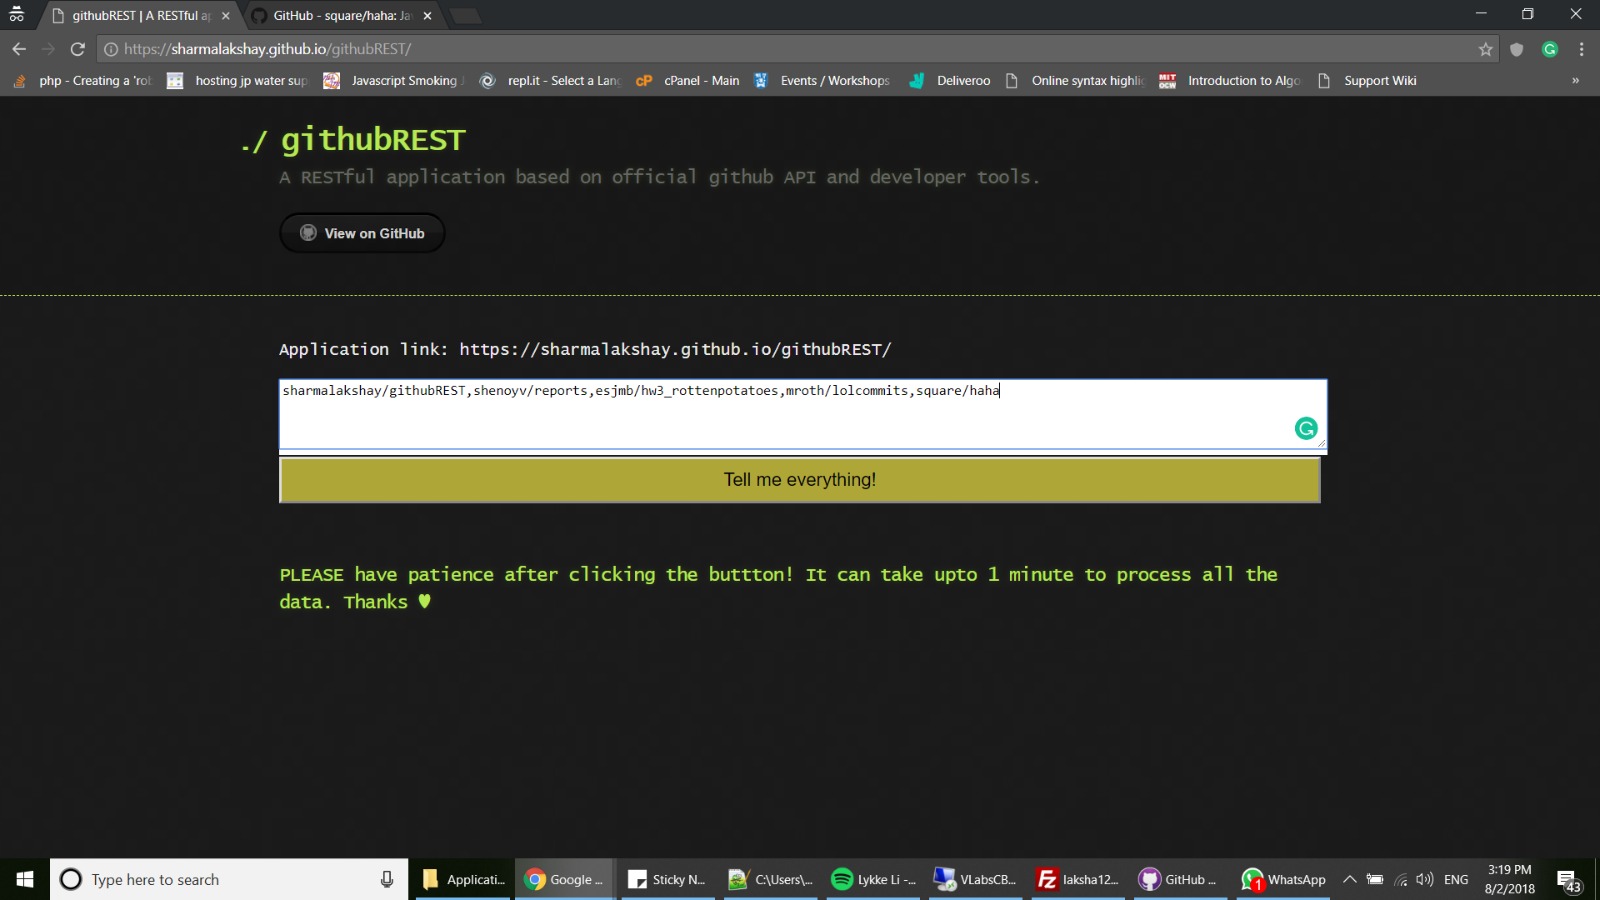 githubREST | A RESTful ap
GitHub - square/haha: Ja
https://sharmalakshay.github.io/githubREST/
php - Creating a 'rob
hosting jp water sup
Javascript Smoking
repl.it - Select a Lang
cPanel - Main
Events / Workshops
Deliveroo
Online syntax highlig
Introduction to Algo
Support Wiki
»
./ githubREST
A RESTful application based on official github API and developer tools.
View on GitHub
Application link: https://sharmalakshay.github.io/githubREST/
sharmalakshay/githubREST,shenoyv/reports,esjmb/hw3_rottenpotatoes,mroth/lolcommits,square/haha
Tell me everything!
PLEASE have patience after clicking the buttton! It can take upto 1 minute to process all the
data. Thanks ♥
Type here to search
Applicati...
Google ...
Sticky N...
C:\Users\...
Lykke Li -...
VLabsCB...
laksha12...
GitHub ...
1
WhatsApp
ENG
3:19 PM
8/2/2018
43